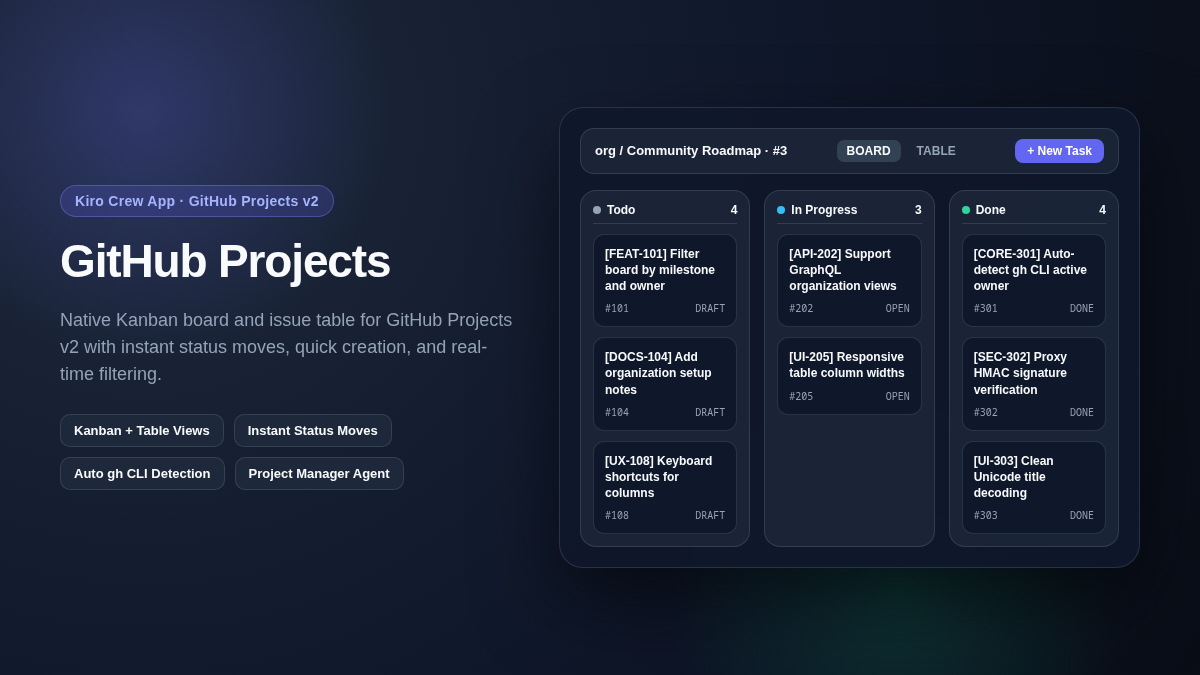 Kiro Crew App · GitHub Projects v2
GitHub Projects
Native Kanban board and issue table for GitHub Projects
v2 with instant status moves, quick creation, and real-
time filtering.
Kanban + Table Views
Instant Status Moves
Auto gh CLI Detection
Project Manager Agent
org / Community Roadmap · #3
BOARD
TABLE
+ New Task
Todo 4
[FEAT-101] Filter
board by milestone
and owner
#101 DRAFT
[DOCS-104] Add
organization setup
notes
#104 DRAFT
[UX-108] Keyboard
shortcuts for
columns
#108 DRAFT
In Progress 3
[API-202] Support
GraphQL
organization views
#202 OPEN
[UI-205] Responsive
table column widths
#205 OPEN
Done 4
[CORE-301] Auto-
detect gh CLI active
owner
#301 DONE
[SEC-302] Proxy
HMAC signature
verification
#302 DONE
[UI-303] Clean
Unicode title
decoding
#303 DONE